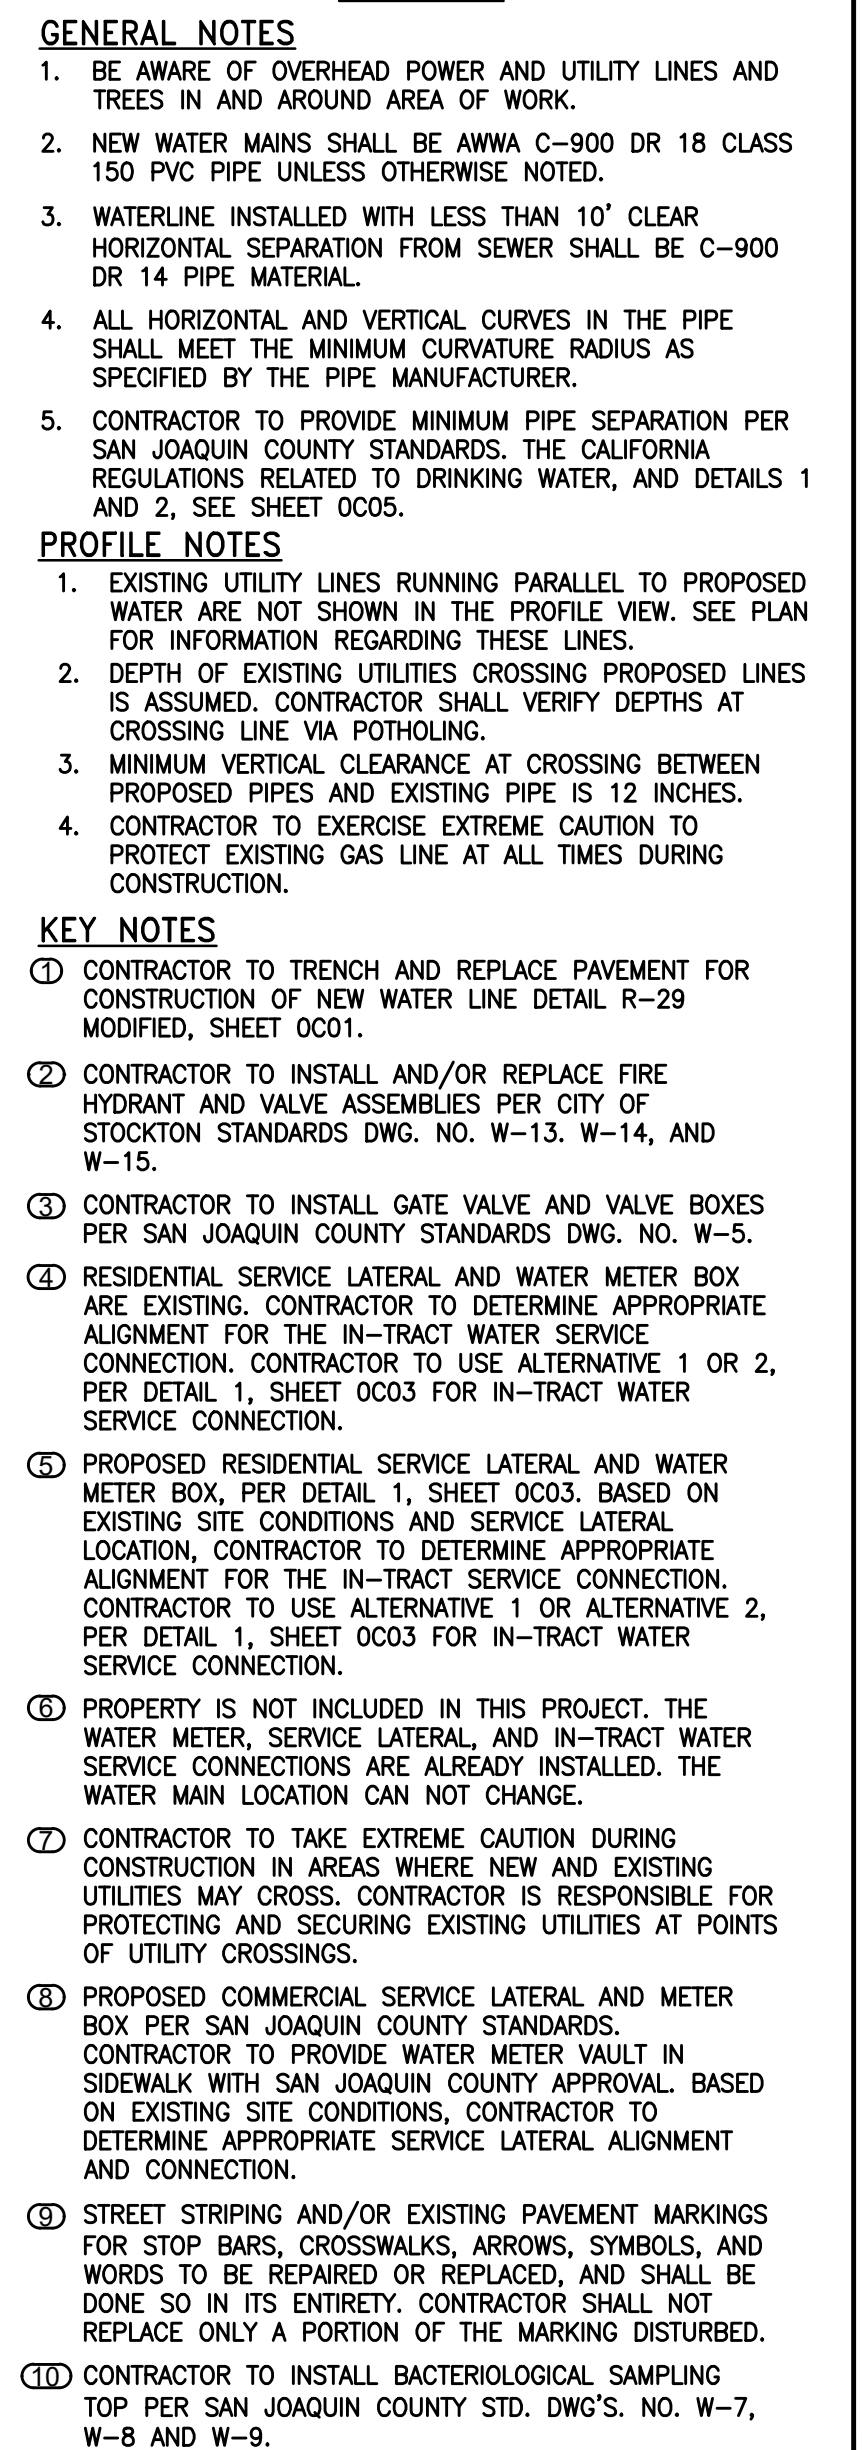 GENERAL NOTES
1. BE AWARE OF OVERHEAD POWER AND UTILITY LINES AND
TREES IN AND AROUND AREA OF WORK.
2. NEW WATER MAINS SHALL BE AWWA C-900 DR 18 CLASS
150 PVC PIPE UNLESS OTHERWISE NOTED.
3. WATERLINE INSTALLED WITH LESS THAN 10' CLEAR
HORIZONTAL SEPARATION FROM SEWER SHALL BE C-900
DR 14 PIPE MATERIAL.
4. ALL HORIZONTAL AND VERTICAL CURVES IN THE PIPE
SHALL MEET THE MINIMUM CURVATURE RADIUS AS
SPECIFIED BY THE PIPE MANUFACTURER.
5. CONTRACTOR TO PROVIDE MINIMUM PIPE SEPARATION PER
SAN JOAQUIN COUNTY STANDARDS. THE CALIFORNIA
REGULATIONS RELATED TO DRINKING WATER, AND DETAILS 1
AND 2, SEE SHEET 0C05.
PROFILE NOTES
1. EXISTING UTILITY LINES RUNNING PARALLEL TO PROPOSED
WATER ARE NOT SHOWN IN THE PROFILE VIEW. SEE PLAN
FOR INFORMATION REGARDING THESE LINES.
2. DEPTH OF EXISTING UTILITIES CROSSING PROPOSED LINES
IS ASSUMED. CONTRACTOR SHALL VERIFY DEPTHS AT
CROSSING LINE VIA POTHOLING.
3. MINIMUM VERTICAL CLEARANCE AT CROSSING BETWEEN
PROPOSED PIPES AND EXISTING PIPE IS 12 INCHES.
4. CONTRACTOR TO EXERCISE EXTREME CAUTION TO
PROTECT EXISTING GAS LINE AT ALL TIMES DURING
CONSTRUCTION.
KEY NOTES
1 CONTRACTOR TO TRENCH AND REPLACE PAVEMENT FOR
CONSTRUCTION OF NEW WATER LINE DETAIL R-29
MODIFIED, SHEET 0C01.
2 CONTRACTOR TO INSTALL AND/OR REPLACE FIRE
HYDRANT AND VALVE ASSEMBLIES PER CITY OF
STOCKTON STANDARDS DWG. NO. W-13. W-14, AND
W-15.
3 CONTRACTOR TO INSTALL GATE VALVE AND VALVE BOXES
PER SAN JOAQUIN COUNTY STANDARDS DWG. NO. W-5.
4 RESIDENTIAL SERVICE LATERAL AND WATER METER BOX
ARE EXISTING. CONTRACTOR TO DETERMINE APPROPRIATE
ALIGNMENT FOR THE IN-TRACT WATER SERVICE
CONNECTION. CONTRACTOR TO USE ALTERNATIVE 1 OR 2,
PER DETAIL 1, SHEET 0C03 FOR IN-TRACT WATER
SERVICE CONNECTION.
5 PROPOSED RESIDENTIAL SERVICE LATERAL AND WATER
METER BOX, PER DETAIL 1, SHEET 0C03. BASED ON
EXISTING SITE CONDITIONS AND SERVICE LATERAL
LOCATION, CONTRACTOR TO DETERMINE APPROPRIATE
ALIGNMENT FOR THE IN-TRACT SERVICE CONNECTION.
CONTRACTOR TO USE ALTERNATIVE 1 OR ALTERNATIVE 2,
PER DETAIL 1, SHEET 0C03 FOR IN-TRACT WATER
SERVICE CONNECTION.
6 PROPERTY IS NOT INCLUDED IN THIS PROJECT. THE
WATER METER, SERVICE LATERAL, AND IN-TRACT WATER
SERVICE CONNECTIONS ARE ALREADY INSTALLED. THE
WATER MAIN LOCATION CAN NOT CHANGE.
7 CONTRACTOR TO TAKE EXTREME CAUTION DURING
CONSTRUCTION IN AREAS WHERE NEW AND EXISTING
UTILITIES MAY CROSS. CONTRACTOR IS RESPONSIBLE FOR
PROTECTING AND SECURING EXISTING UTILITIES AT POINTS
OF UTILITY CROSSINGS.
8 PROPOSED COMMERCIAL SERVICE LATERAL AND METER
BOX PER SAN JOAQUIN COUNTY STANDARDS.
CONTRACTOR TO PROVIDE WATER METER VAULT IN
SIDEWALK WITH SAN JOAQUIN COUNTY APPROVAL. BASED
ON EXISTING SITE CONDITIONS, CONTRACTOR TO
DETERMINE APPROPRIATE SERVICE LATERAL ALIGNMENT
AND CONNECTION.
9 STREET STRIPING AND/OR EXISTING PAVEMENT MARKINGS
FOR STOP BARS, CROSSWALKS, ARROWS, SYMBOLS, AND
WORDS TO BE REPAIRED OR REPLACED, AND SHALL BE
DONE SO IN ITS ENTIRETY. CONTRACTOR SHALL NOT
REPLACE ONLY A PORTION OF THE MARKING DISTURBED.
10 CONTRACTOR TO INSTALL BACTERIOLOGICAL SAMPLING
TOP PER SAN JOAQUIN COUNTY STD. DWG'S. NO. W-7,
W-8 AND W-9.